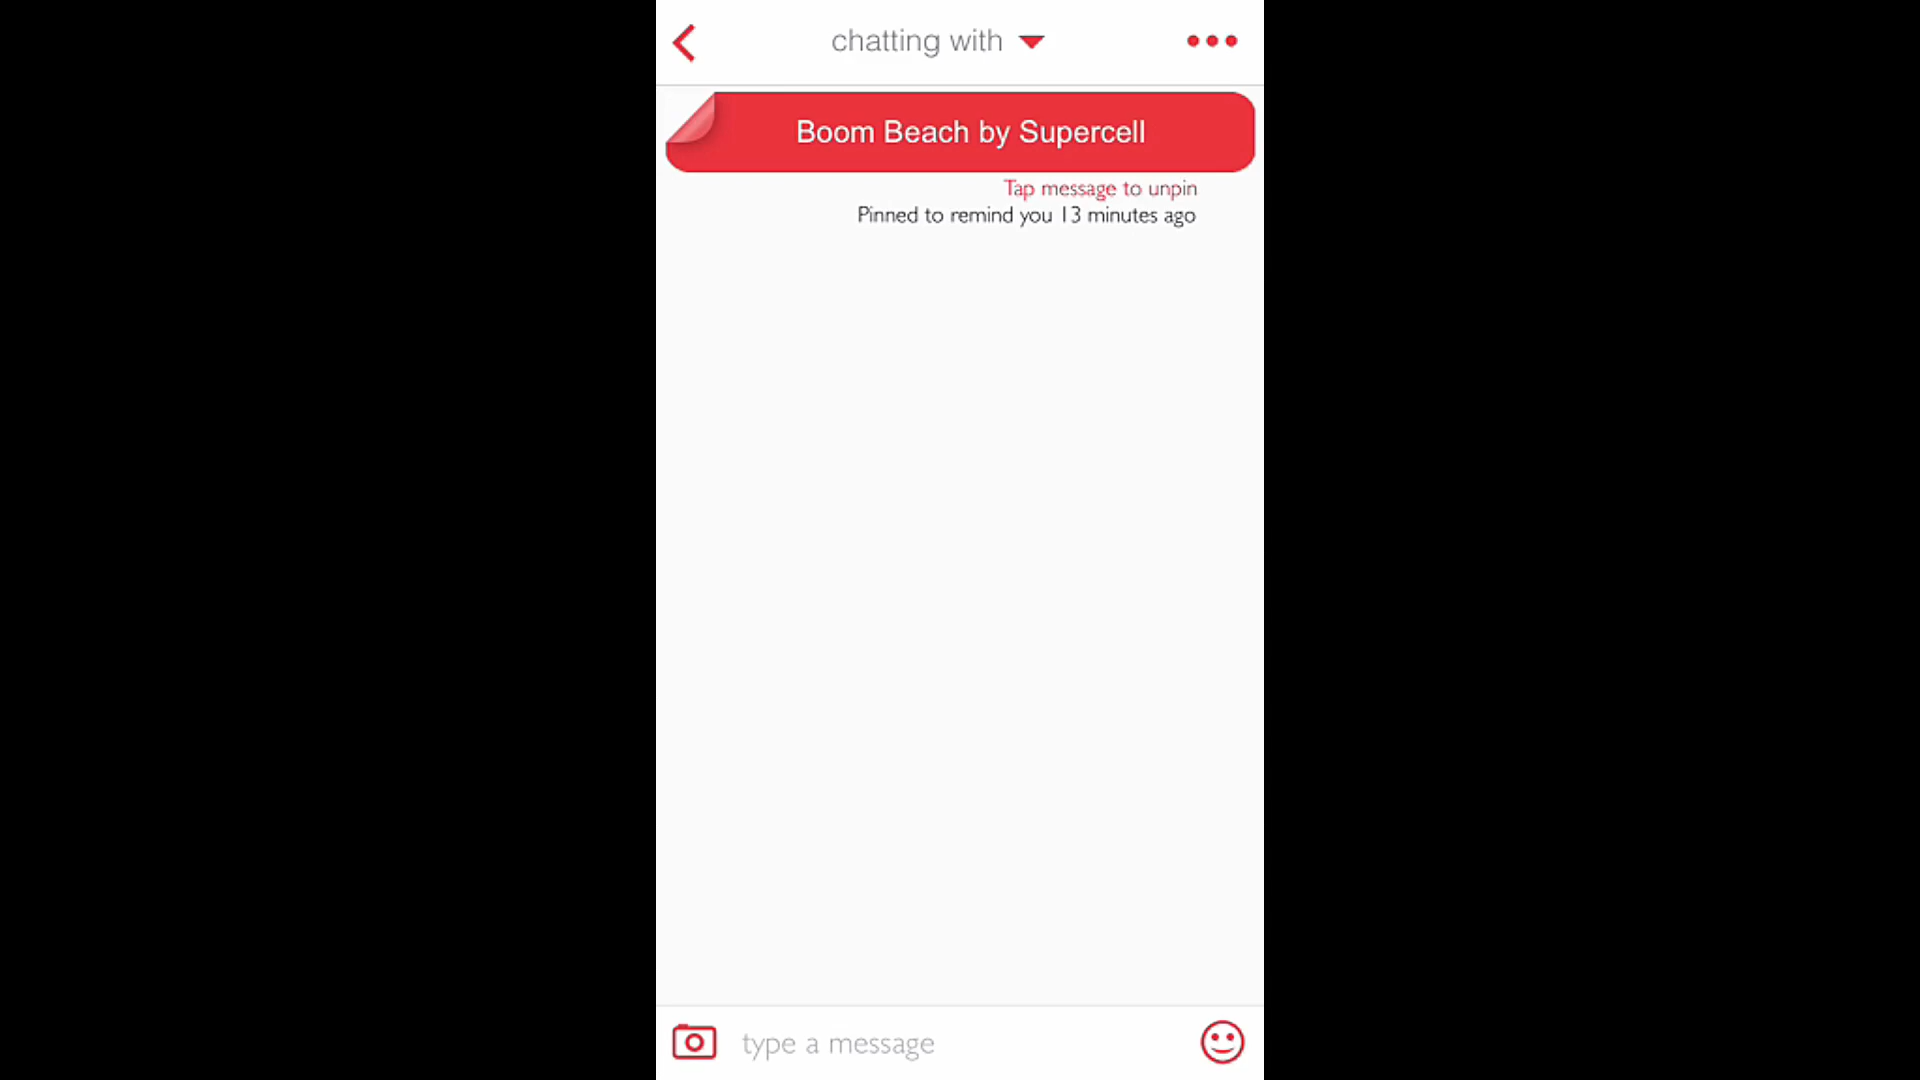 chatting with
Boom Beach by Supercell
Tap message to unpin
Pinned to remind you 13 minutes ago
type a message